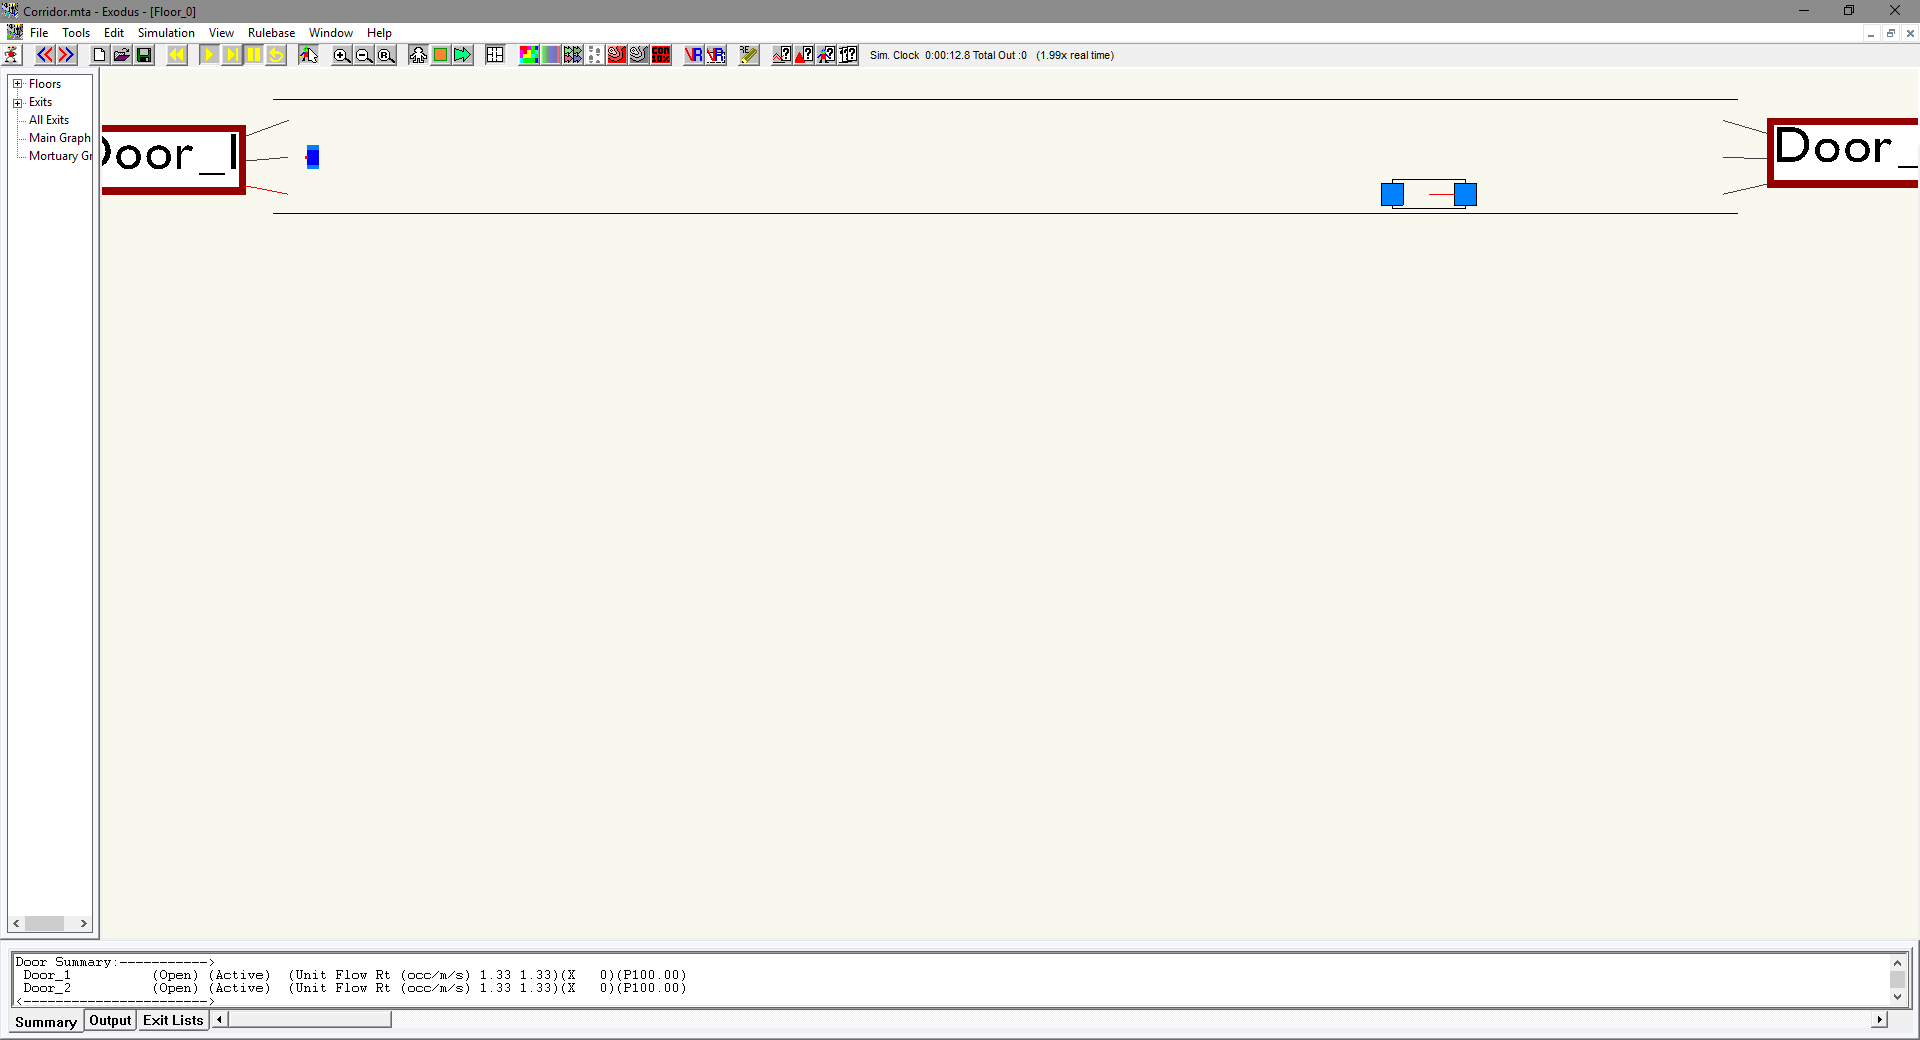 Corridor.mta - Exodus - [Floor_0]
File Tools Edit Simulation View Rulebase Window Help
Sim. Clock 0:00:12.8 Total Out :0 (1.99x real time)
Floors
Exits
All Exits
Main Graph
Mortuary Gr
Door_
Door_
Door Summary:----------->
Door_1 (Open) (Active) (Unit Flow Rt (occ/m/s) 1.33 1.33)(X 0)(P100.00)
Door_2 (Open) (Active) (Unit Flow Rt (occ/m/s) 1.33 1.33)(X 0)(P100.00)
<------------------------>
Summary Output Exit Lists